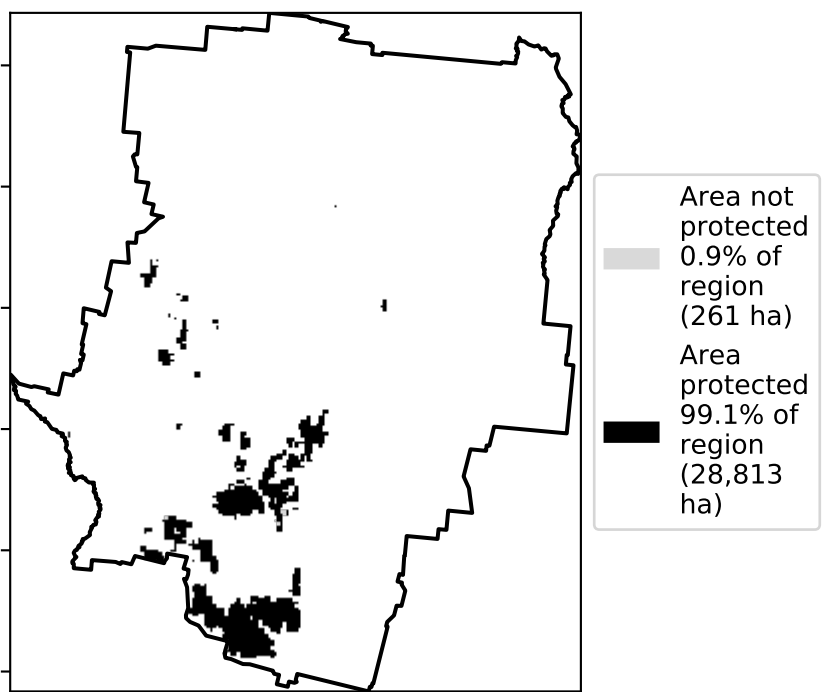 Area not
protected
0.9% of
region
(261 ha)
Area
protected
99.1% of
region
(28,813
ha)